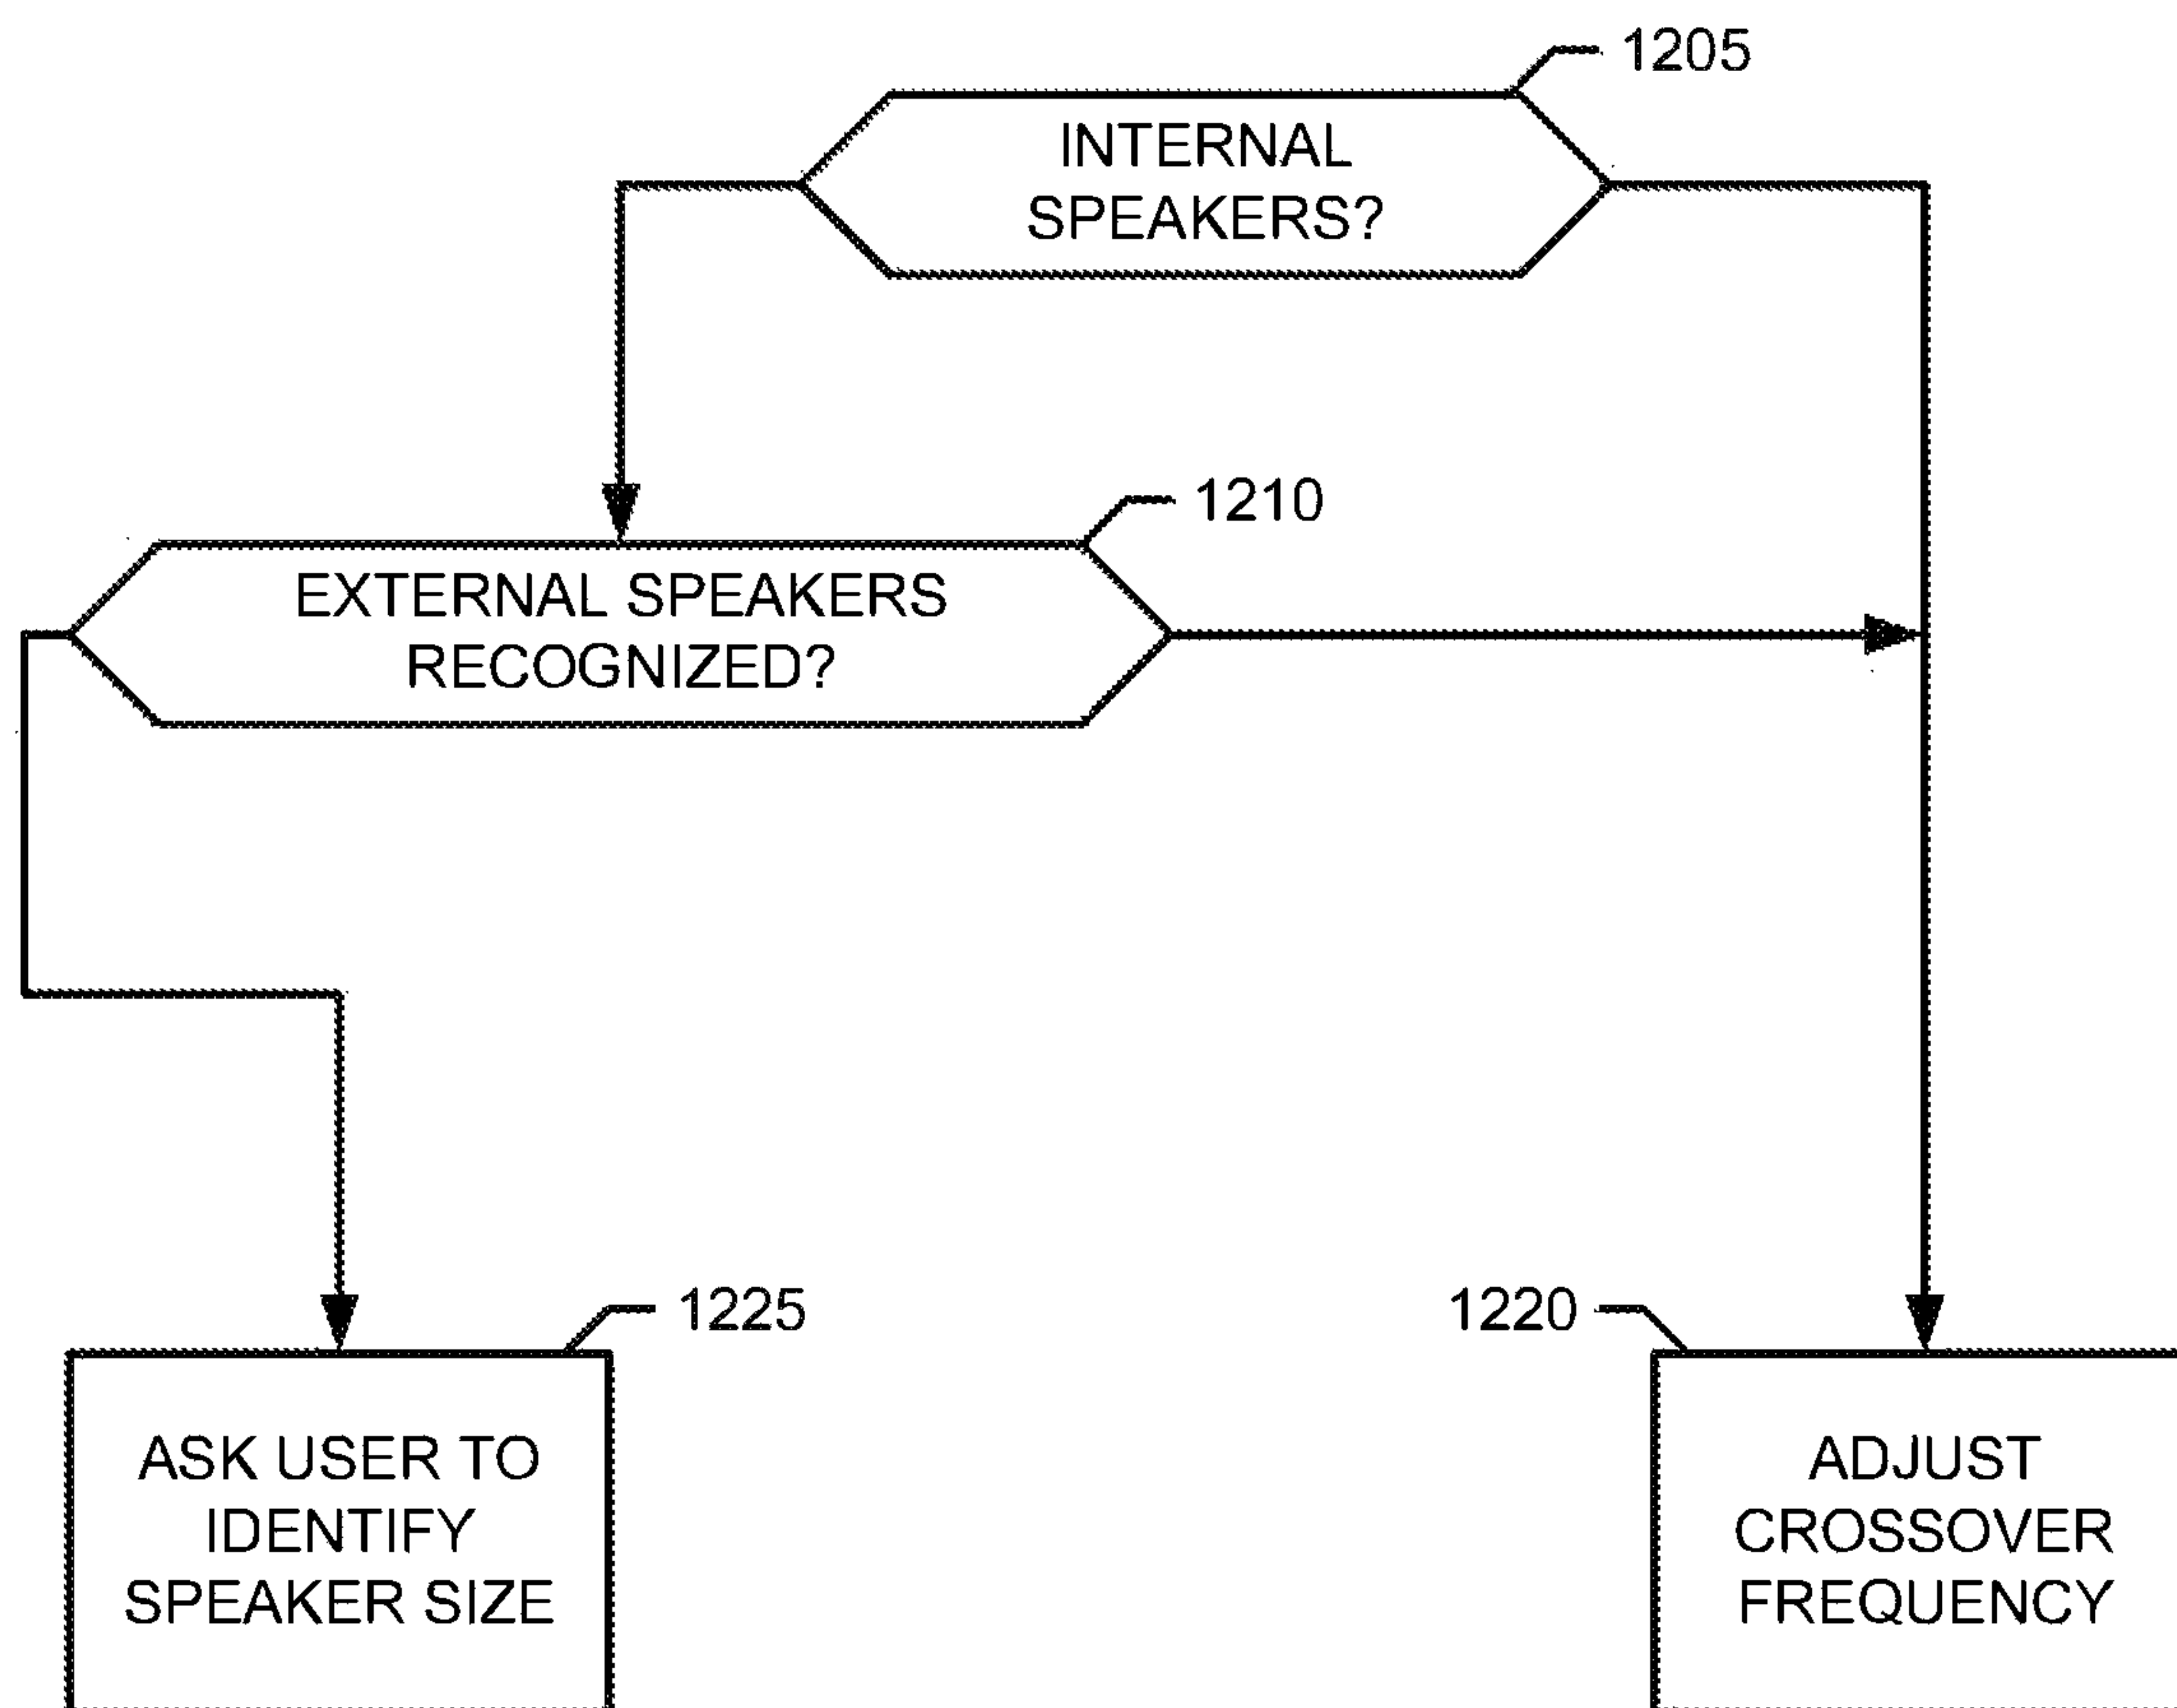 1205
INTERNAL
SPEAKERS?
1210
EXTERNAL SPEAKERS
RECOGNIZED?
1225
ASK USER TO
IDENTIFY
SPEAKER SIZE
1220
ADJUST
CROSSOVER
FREQUENCY